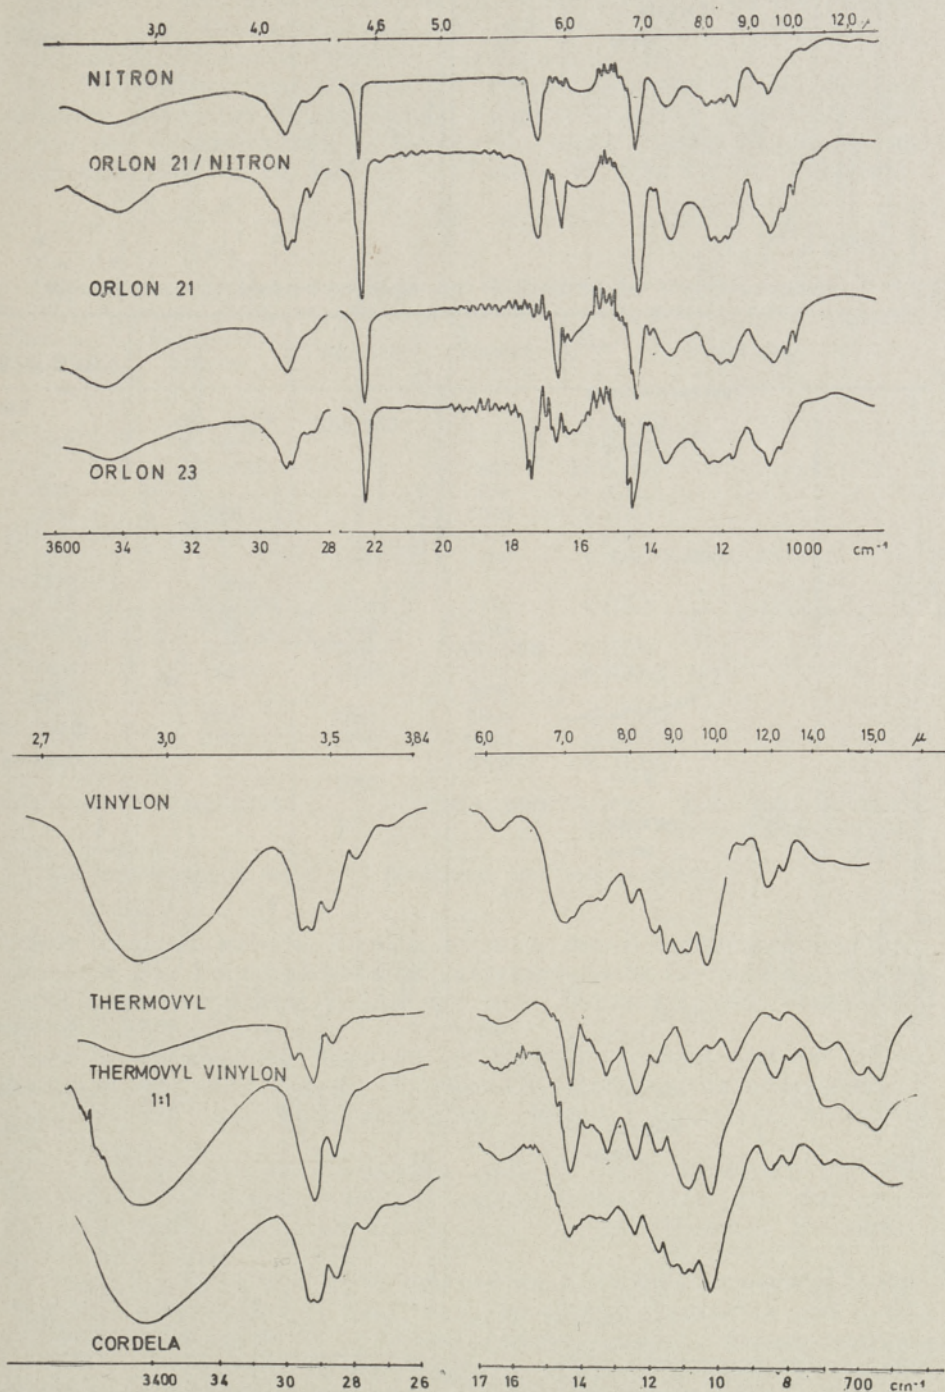 3,0 4,0 4,6 5,0 6,0 7,0 8,0 9,0 10,0 12,0 μ
NITRON
ORLON 21/NITRON
ORLON 21
ORLON 23
3600 34 32 30 28 22 20 18 16 14 12 1000 cm⁻¹
2,7 3,0 3,5 3,84 6,0 7,0 8,0 9,0 10,0 12,0 14,0 15,0 μ
VINYLON
THERMOVYL
THERMOVYL VINYLON
1:1
CORDELA
3400 34 30 28 26 17 16 14 12 10 8 700 cm⁻¹